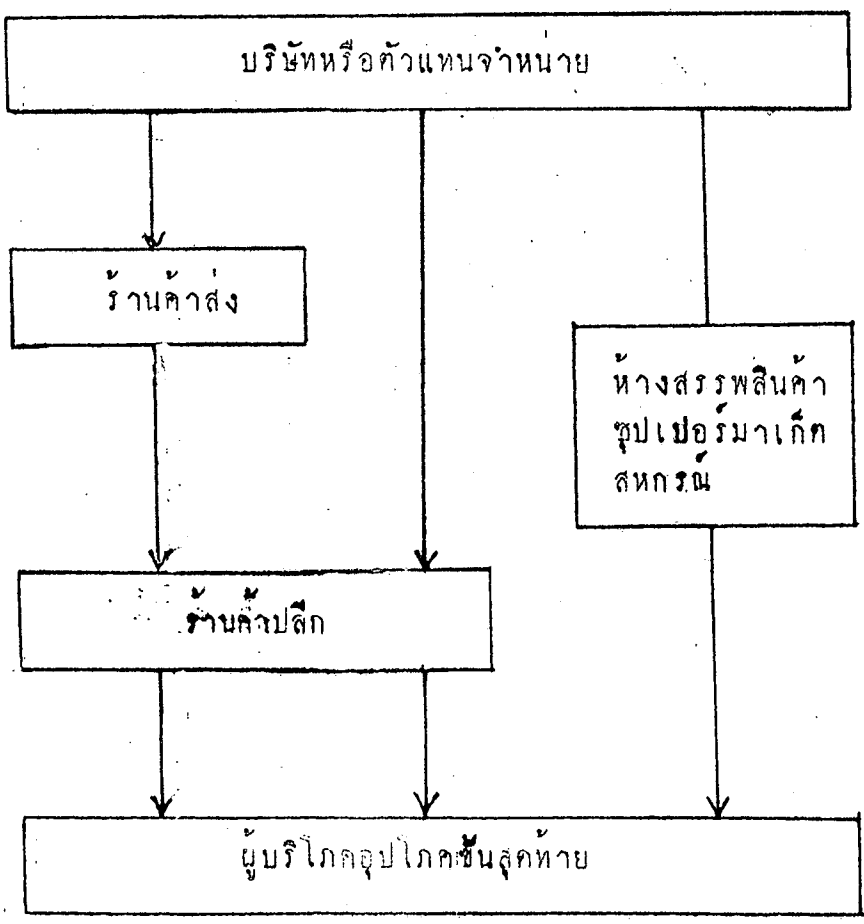 บริษัทหรือตัวแทนจำหน่าย
ร้านค้าส่ง
ห้างสรรพสินค้า
ซุปเปอร์มาเก็ต
สหกรณ์
ร้านค้าปลีก
ผู้บริโภคอุปโภคขั้นสุดท้าย